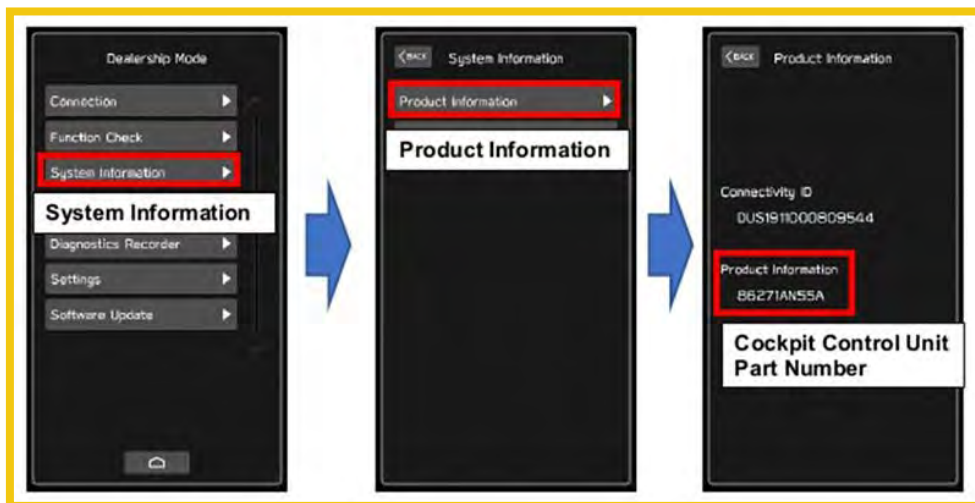 Dealership Mode
Connection
Function Check
System Information
System Information
Diagnostics Recorder
Settings
Software Update
BACK System Information
Product Information
Product Information
BACK Product Information
Connectivity ID
DUS1911000809544
Product Information
86271AN55A
Cockpit Control Unit
Part Number